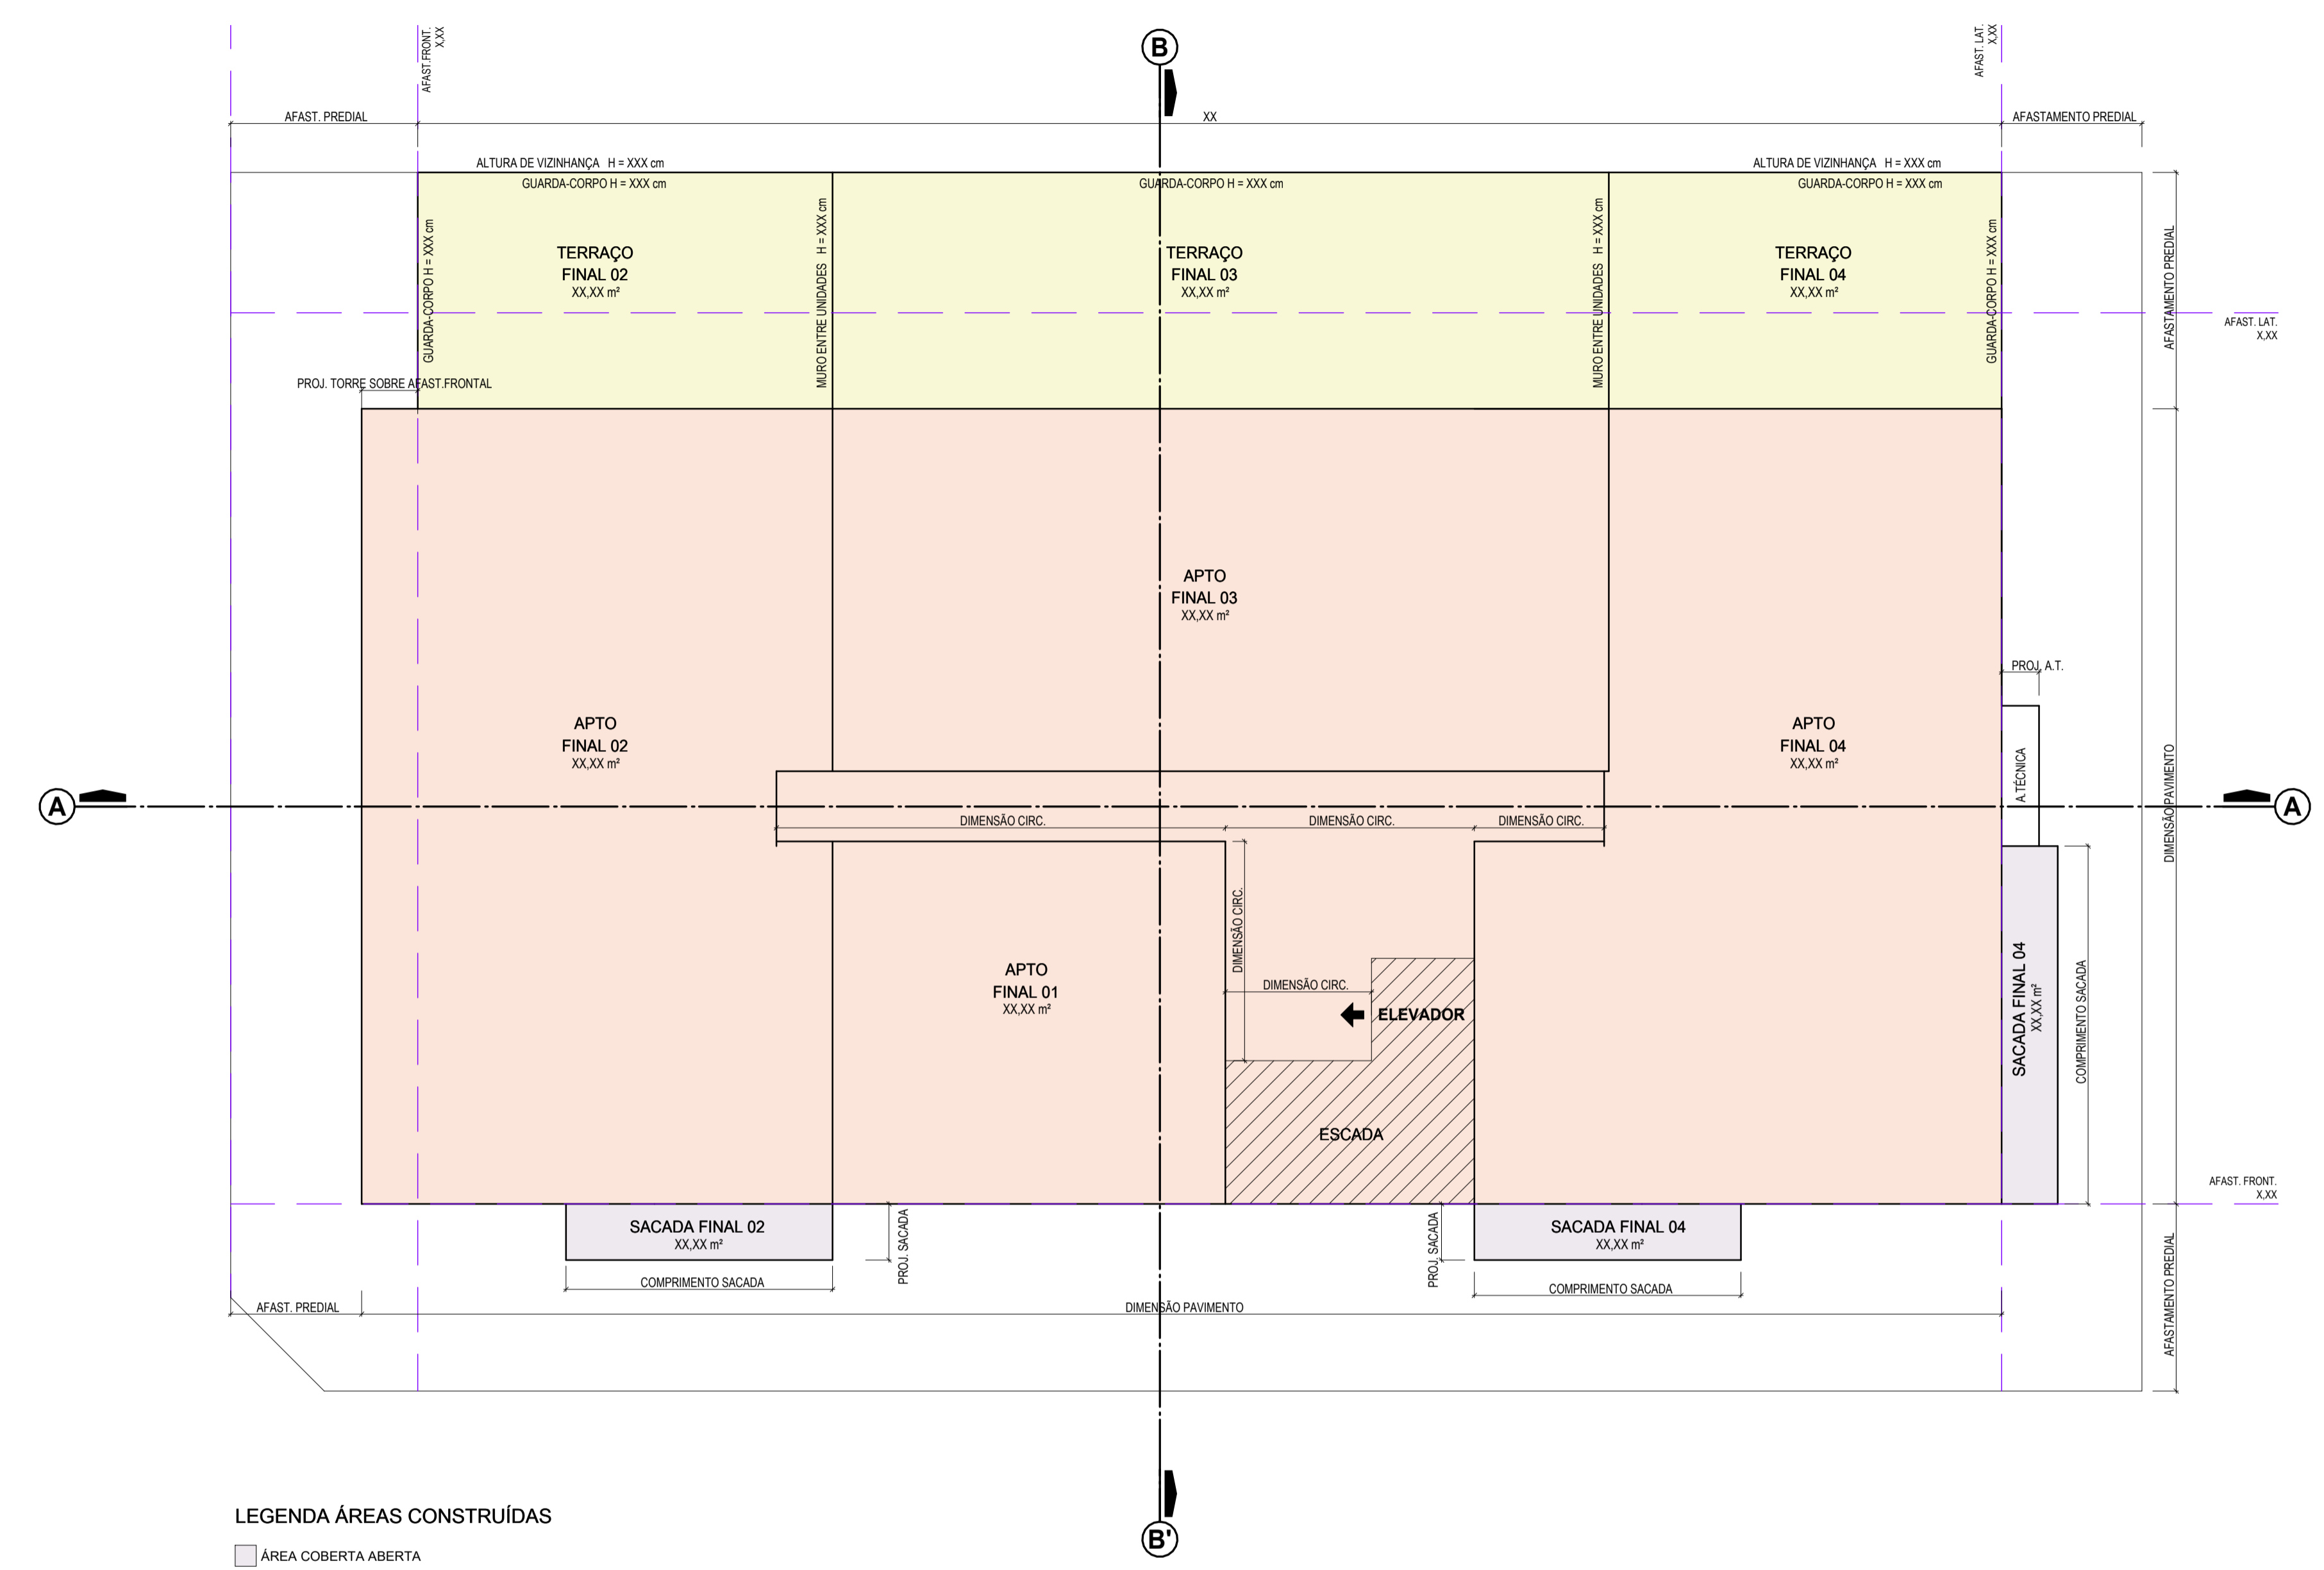 AFAST.FRONT.
X,XX
B
AFAST. LAT.
X,XX
AFAST. PREDIAL
XX
AFASTAMENTO PREDIAL
ALTURA DE VIZINHANÇA H = XXX cm
ALTURA DE VIZINHANÇA H = XXX cm
GUARDA-CORPO H = XXX cm
GUARDA-CORPO H = XXX cm
GUARDA-CORPO H = XXX cm
GUARDA-CORPO H = XXX cm
TERRAÇO
FINAL 02
XX,XX m²
MURO ENTRE UNIDADES H = XXX cm
TERRAÇO
FINAL 03
XX,XX m²
MURO ENTRE UNIDADES H = XXX cm
TERRAÇO
FINAL 04
XX,XX m²
GUARDA-CORPO H = XXX cm
AFASTAMENTO PREDIAL
AFAST. LAT.
X,XX
PROJ. TORRE SOBRE AFAST.FRONTAL
APTO
FINAL 03
XX,XX m²
PROJ. A.T.
APTO
FINAL 02
XX,XX m²
APTO
FINAL 04
XX,XX m²
A.TÉCNICA
DIMENSÃO PAVIMENTO
A
A
DIMENSÃO CIRC.
DIMENSÃO CIRC.
DIMENSÃO CIRC.
DIMENSÃO CIRC.
APTO
FINAL 01
XX,XX m²
DIMENSÃO CIRC.
ELEVADOR
ESCADA
SACADA FINAL 04
XX,XX m²
COMPRIMENTO SACADA
AFAST. FRONT.
X,XX
SACADA FINAL 02
XX,XX m²
PROJ. SACADA
PROJ. SACADA
SACADA FINAL 04
XX,XX m²
COMPRIMENTO SACADA
COMPRIMENTO SACADA
AFAST. PREDIAL
DIMENSÃO PAVIMENTO
AFASTAMENTO PREDIAL
B'
LEGENDA ÁREAS CONSTRUÍDAS
ÁREA COBERTA ABERTA